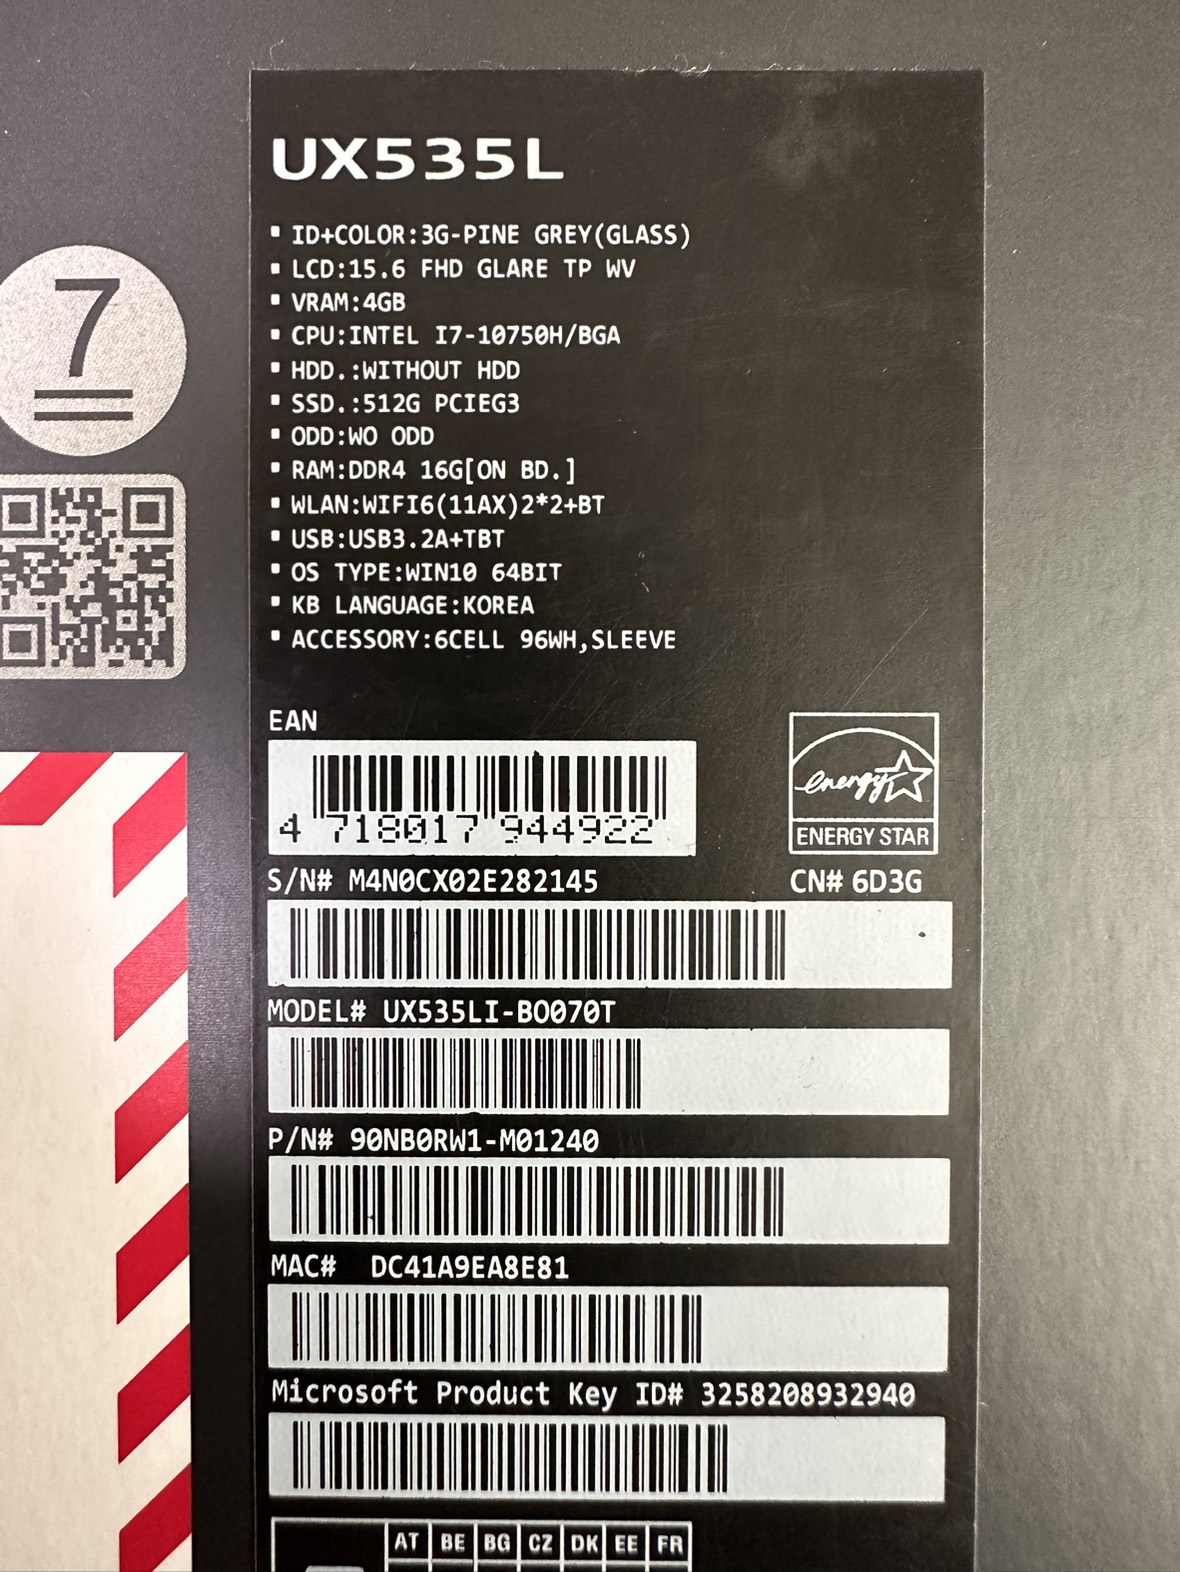 UX535L
▪ ID+COLOR:3G-PINE GREY(GLASS)
▪ LCD:15.6 FHD GLARE TP WV
▪ VRAM:4GB
▪ CPU:INTEL I7-10750H/BGA
▪ HDD.:WITHOUT HDD
▪ SSD.:512G PCIEG3
▪ ODD:WO ODD
▪ RAM:DDR4 16G[ON BD.]
▪ WLAN:WIFI6(11AX)2*2+BT
▪ USB:USB3.2A+TBT
▪ OS TYPE:WIN10 64BIT
▪ KB LANGUAGE:KOREA
▪ ACCESSORY:6CELL 96WH,SLEEVE
7
EAN
4 718017 944922
energy
ENERGY STAR
S/N# M4N0CX02E282145 CN# 6D3G
MODEL# UX535LI-BO070T
P/N# 90NB0RW1-M01240
MAC# DC41A9EA8E81
Microsoft Product Key ID# 3258208932940
AT BE BG CZ DK EE FR